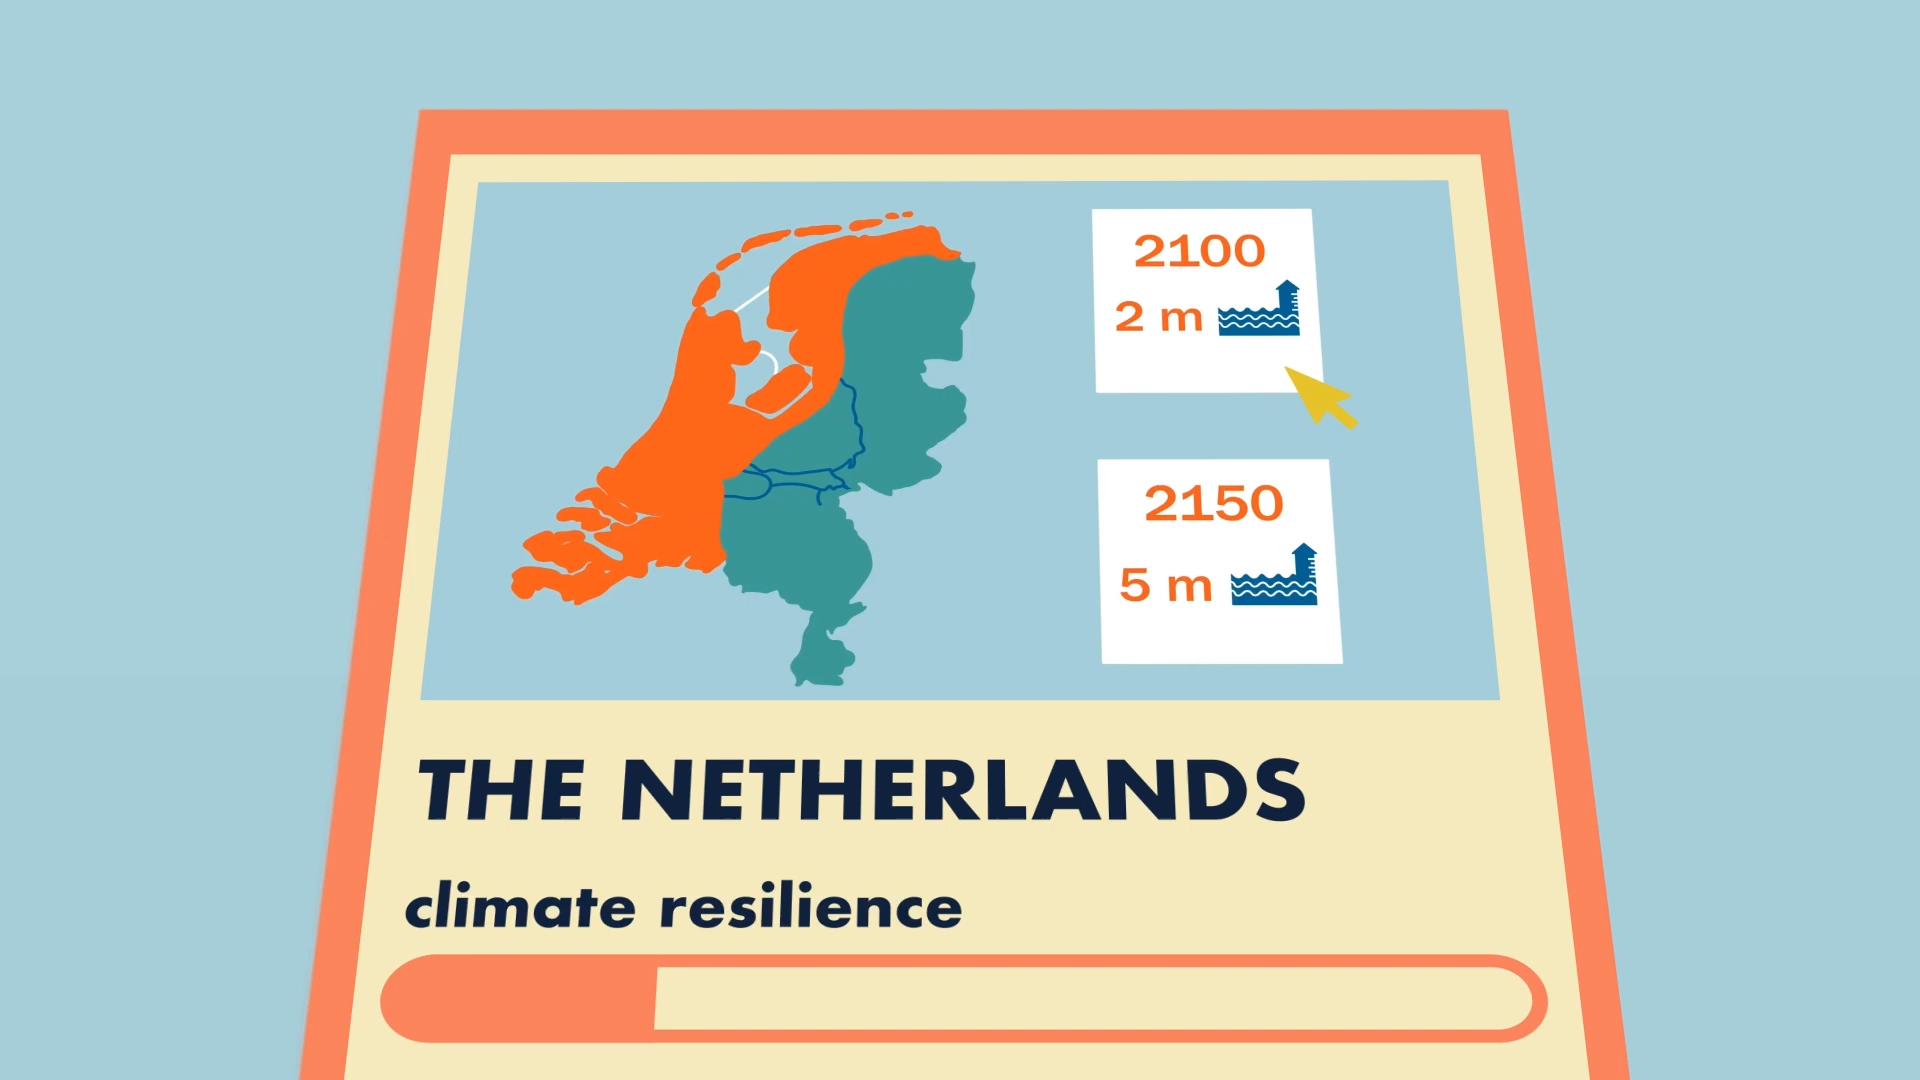 2100
2 m
2150
5 m
THE NETHERLANDS
climate resilience